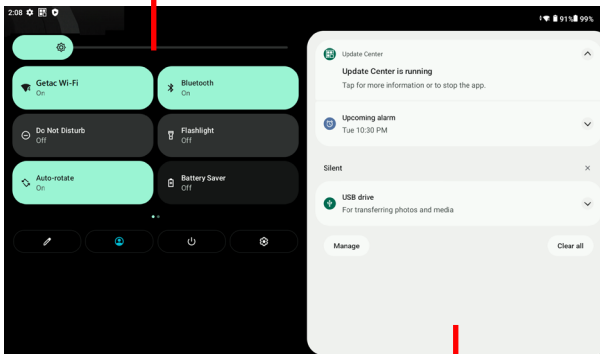 2:08
91% 99%
Getac Wi-Fi
On
Bluetooth
On
Do Not Disturb
Off
Flashlight
Off
Auto-rotate
On
Battery Saver
Off
Update Center
Update Center is running
Tap for more information or to stop the app.
Upcoming alarm
Tue 10:30 PM
Silent
USB drive
For transferring photos and media
Manage
Clear all